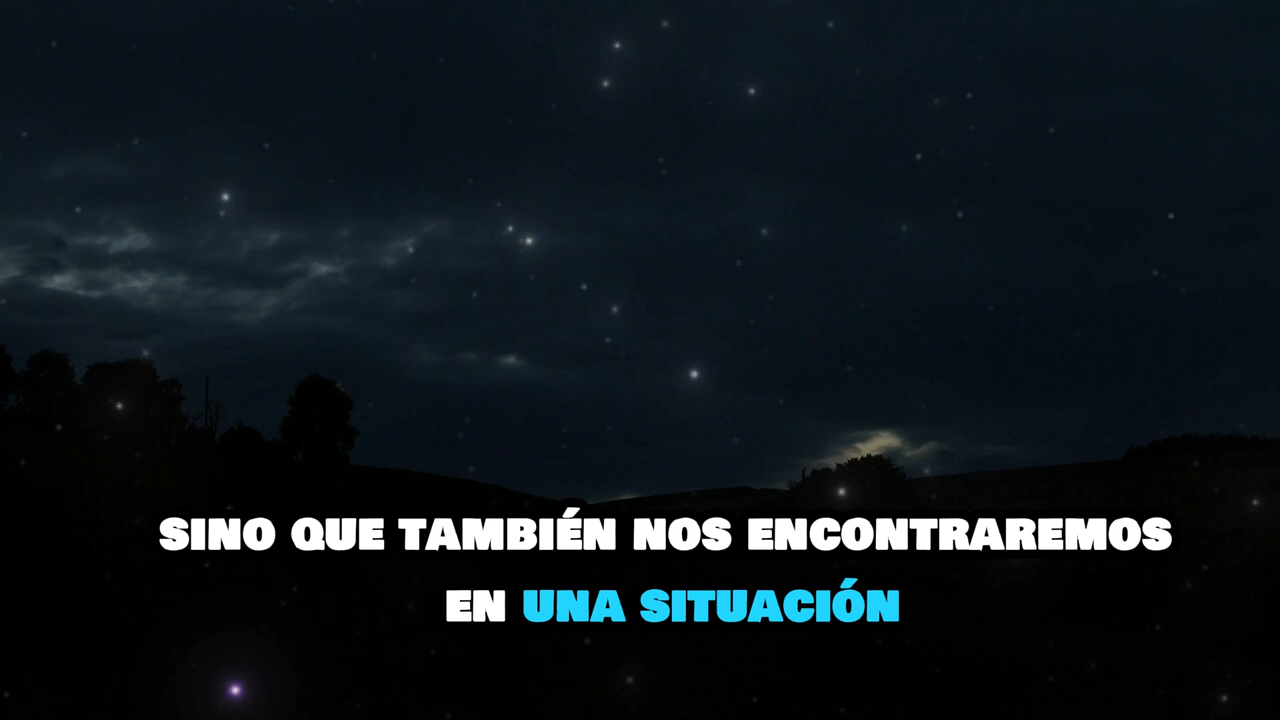 SINO QUE TAMBIÉN NOS ENCONTRAREMOS
EN UNA SITUACIÓN